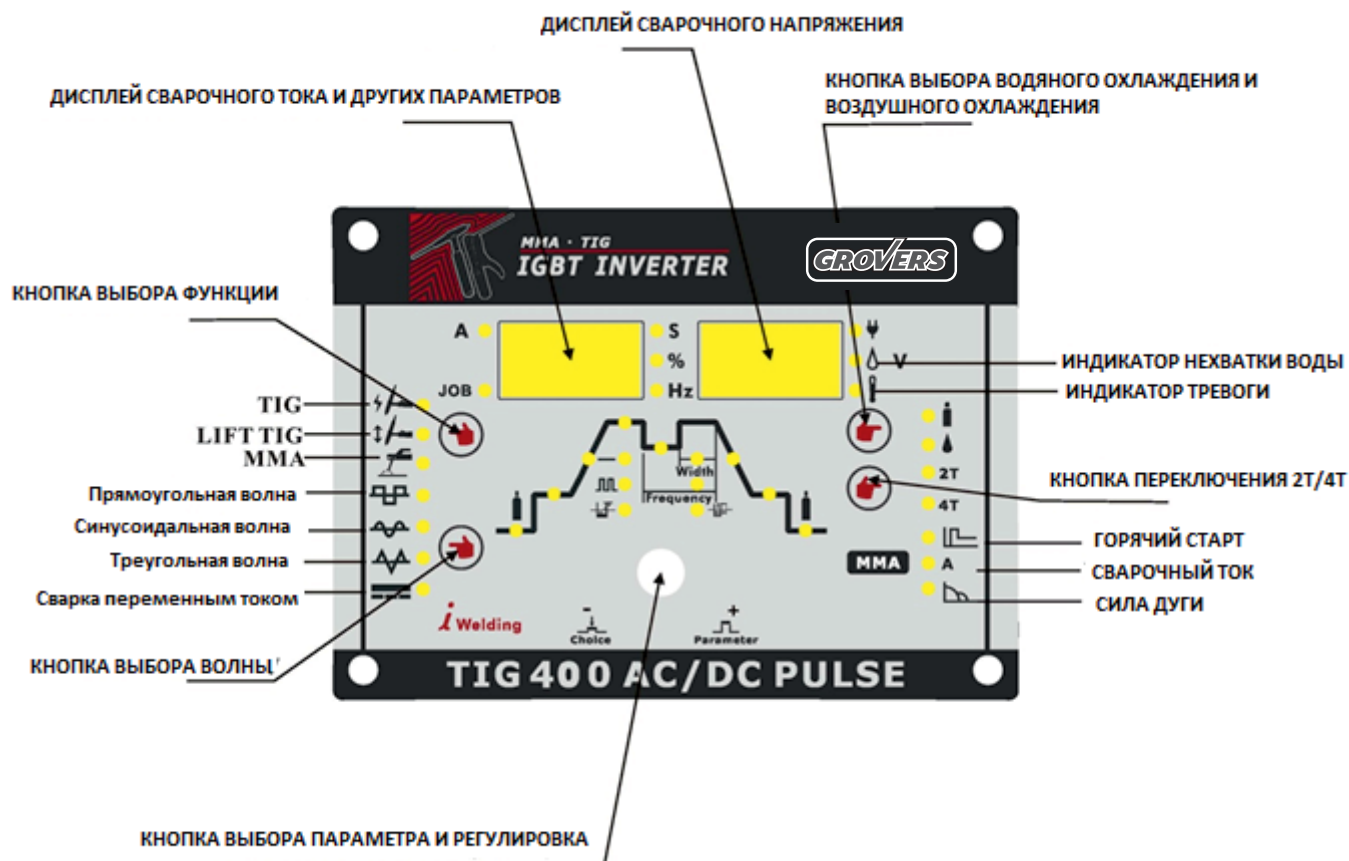 ДИСПЛЕЙ СВАРОЧНОГО НАПРЯЖЕНИЯ
ДИСПЛЕЙ СВАРОЧНОГО ТОКА И ДРУГИХ ПАРАМЕТРОВ
КНОПКА ВЫБОРА ВОДЯНОГО ОХЛАЖДЕНИЯ И
ВОЗДУШНОГО ОХЛАЖДЕНИЯ
MMA · TIG
IGBT INVERTER
GROVERS
КНОПКА ВЫБОРА ФУНКЦИИ
A
S
%
V
JOB
Hz
ИНДИКАТОР НЕХВАТКИ ВОДЫ
ИНДИКАТОР ТРЕВОГИ
TIG
LIFT TIG
MMA
Прямоугольная волна
Синусоидальная волна
Треугольная волна
Сварка переменным током
Width
Frequency
2T
4T
КНОПКА ПЕРЕКЛЮЧЕНИЯ 2Т/4Т
MMA
A
ГОРЯЧИЙ СТАРТ
СВАРОЧНЫЙ ТОК
СИЛА ДУГИ
i Welding
-
Choice
+
Parameter
КНОПКА ВЫБОРА ВОЛНЫ
TIG 400 AC/DC PULSE
КНОПКА ВЫБОРА ПАРАМЕТРА И РЕГУЛИРОВКА